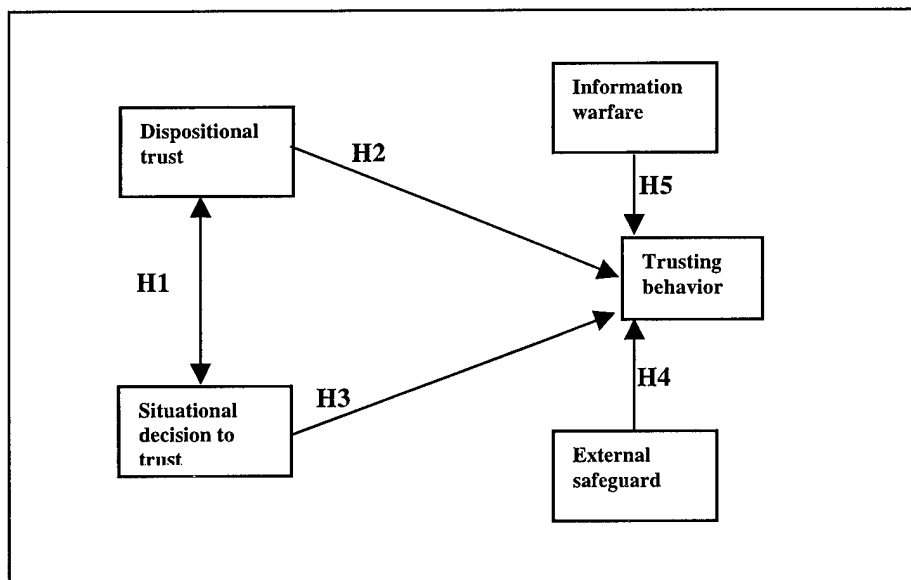 Information
warfare
Dispositional
trust
H2
H5
Trusting
behavior
H1
H3
H4
Situational
decision to
trust
External
safeguard